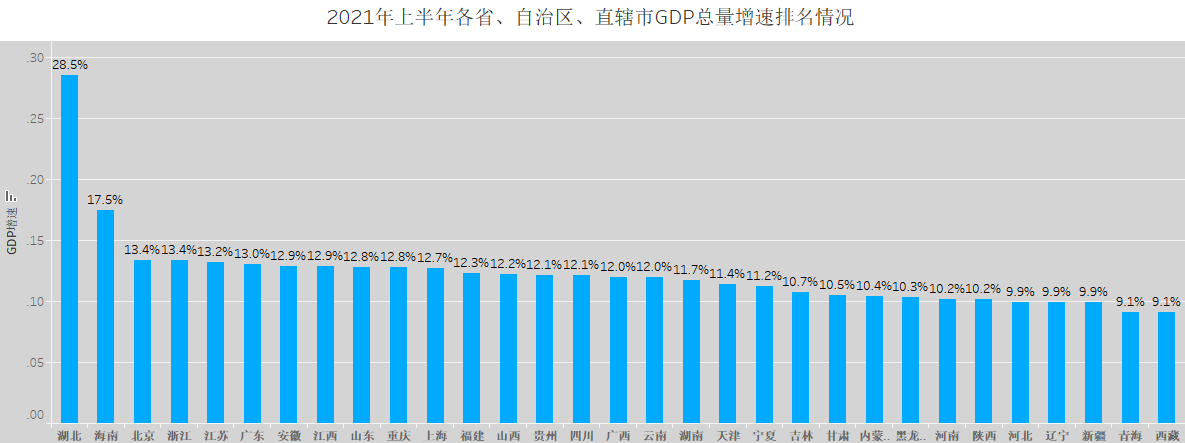 2021年上半年各省、自治区、直辖市GDP总量增速排名情况
.30
.25
.20
.15
.10
.05
.00
GDP增速
28.5% 17.5% 13.4% 13.4% 13.2% 13.0% 12.9% 12.9% 12.8% 12.8% 12.7% 12.3% 12.2% 12.1% 12.1% 12.0% 12.0% 11.7% 11.4% 11.2% 10.7% 10.5% 10.4% 10.3% 10.2% 10.2% 9.9% 9.9% 9.9% 9.1% 9.1%
湖北 海南 北京 浙江 江苏 广东 安徽 江西 山东 重庆 上海 福建 山西 贵州 四川 广西 云南 湖南 天津 宁夏 吉林 甘肃 内蒙.. 黑龙.. 河南 陕西 河北 辽宁 新疆 青海 西藏